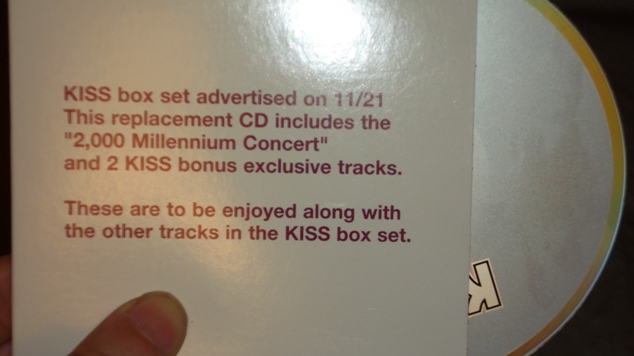 KISS box set advertised on 11/21
This replacement CD includes the
"2,000 Millennium Concert"
and 2 KISS bonus exclusive tracks.
These are to be enjoyed along with
the other tracks in the KISS box set.
K